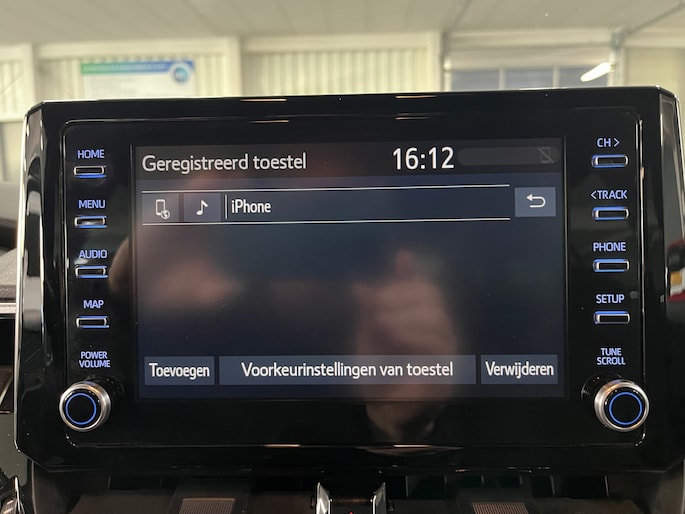 Geregistreerd toestel
16:12
iPhone
Toevoegen
Voorkeurinstellingen van toestel
Verwijderen
HOME
MENU
AUDIO
MAP
POWER
VOLUME
CH >
< TRACK
PHONE
SETUP
TUNE
SCROLL